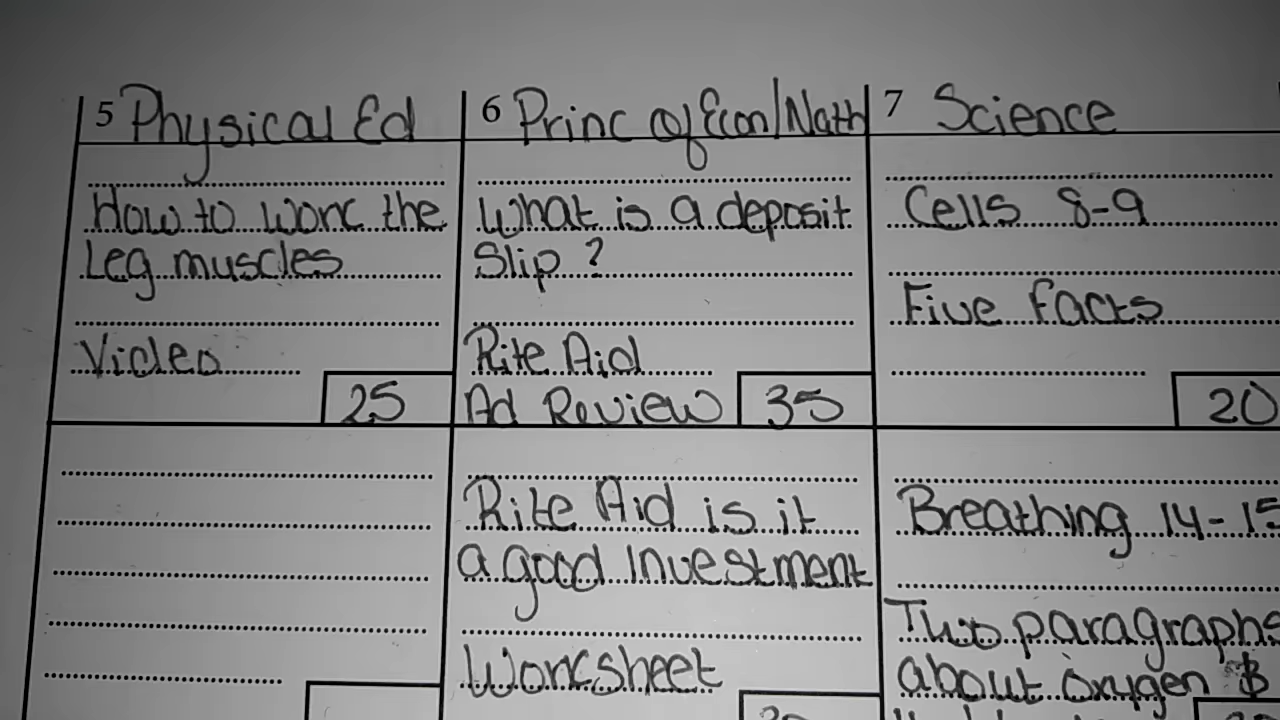 5 Physical Ed
How to work the
Leg muscles
Video
25
6 Princ of Econ/Math
What is a deposit
Slip?
Rite Aid
Ad Review
35
7 Science
Cells 8-9
Five facts
20
Rite Aid is it
a good Investment
Worksheet
Breathing 14-15
Two paragraphs
about oxygen